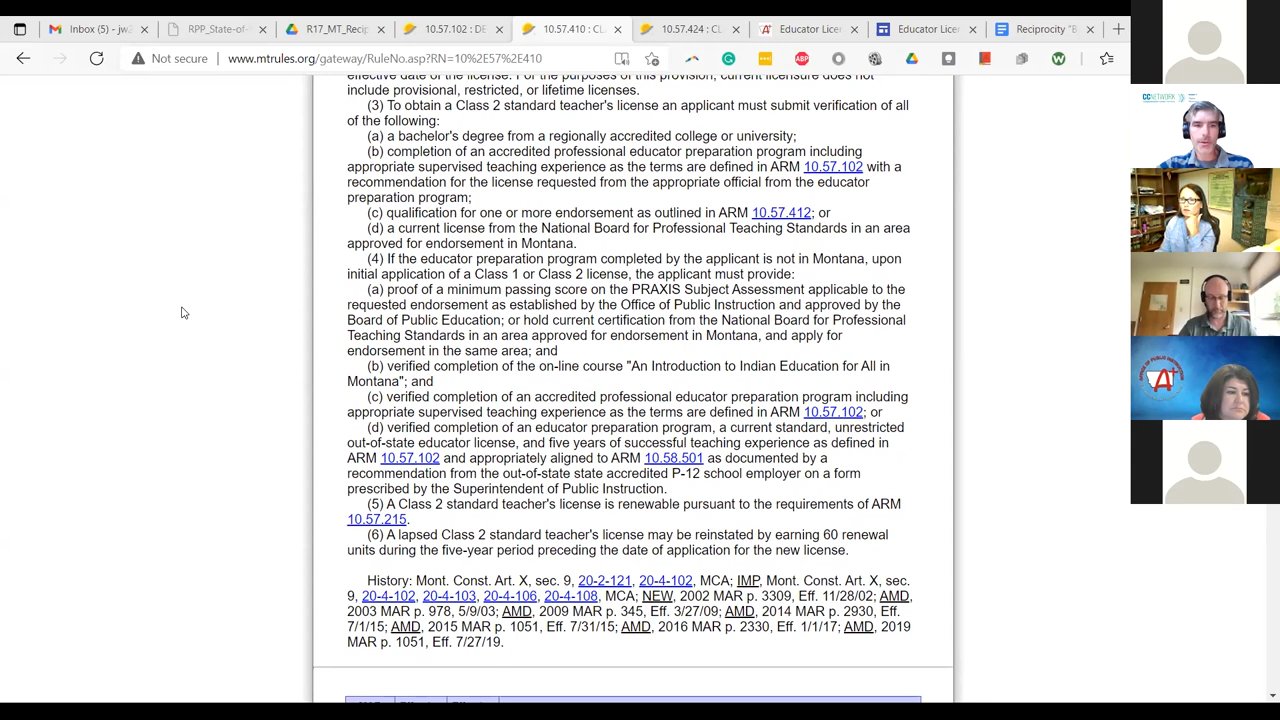 Inbox (5) - jw2
RPP_State-of-
R17_MT_Recip
10.57.102 : DE
10.57.410 : CL
10.57.424 : CL
Educator Licen
Educator Licen
Reciprocity "B
Not secure
www.mtrules.org/gateway/RuleNo.asp?RN=10%2E57%2E410
effective date of the license. For the purposes of this provision, current licensure does not
include provisional, restricted, or lifetime licenses.
(3) To obtain a Class 2 standard teacher's license an applicant must submit verification of all
of the following:
(a) a bachelor's degree from a regionally accredited college or university;
(b) completion of an accredited professional educator preparation program including
appropriate supervised teaching experience as the terms are defined in ARM 10.57.102 with a
recommendation for the license requested from the appropriate official from the educator
preparation program;
(c) qualification for one or more endorsement as outlined in ARM 10.57.412; or
(d) a current license from the National Board for Professional Teaching Standards in an area
approved for endorsement in Montana.
(4) If the educator preparation program completed by the applicant is not in Montana, upon
initial application of a Class 1 or Class 2 license, the applicant must provide:
(a) proof of a minimum passing score on the PRAXIS Subject Assessment applicable to the
requested endorsement as established by the Office of Public Instruction and approved by the
Board of Public Education; or hold current certification from the National Board for Professional
Teaching Standards in an area approved for endorsement in Montana, and apply for
endorsement in the same area; and
(b) verified completion of the on-line course "An Introduction to Indian Education for All in
Montana"; and
(c) verified completion of an accredited professional educator preparation program including
appropriate supervised teaching experience as the terms are defined in ARM 10.57.102; or
(d) verified completion of an educator preparation program, a current standard, unrestricted
out-of-state educator license, and five years of successful teaching experience as defined in
ARM 10.57.102 and appropriately aligned to ARM 10.58.501 as documented by a
recommendation from the out-of-state state accredited P-12 school employer on a form
prescribed by the Superintendent of Public Instruction.
(5) A Class 2 standard teacher's license is renewable pursuant to the requirements of ARM
10.57.215.
(6) A lapsed Class 2 standard teacher's license may be reinstated by earning 60 renewal
units during the five-year period preceding the date of application for the new license.
History: Mont. Const. Art. X, sec. 9, 20-2-121, 20-4-102, MCA; IMP, Mont. Const. Art. X, sec.
9, 20-4-102, 20-4-103, 20-4-106, 20-4-108, MCA; NEW, 2002 MAR p. 3309, Eff. 11/28/02; AMD,
2003 MAR p. 978, 5/9/03; AMD, 2009 MAR p. 345, Eff. 3/27/09; AMD, 2014 MAR p. 2930, Eff.
7/1/15; AMD, 2015 MAR p. 1051, Eff. 7/31/15; AMD, 2016 MAR p. 2330, Eff. 1/1/17; AMD, 2019
MAR p. 1051, Eff. 7/27/19.
CCNETWORK